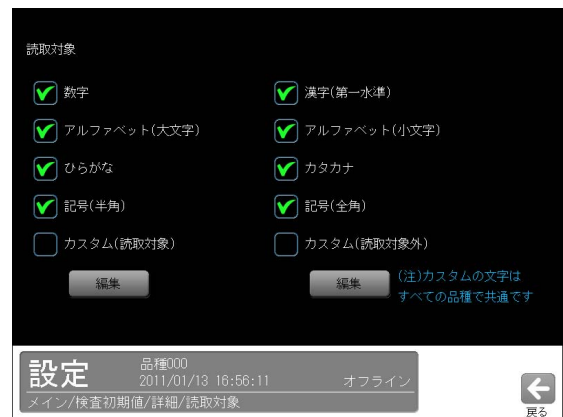 読取対象
数字
漢字(第一水準)
アルファベット(大文字)
アルファベット(小文字)
ひらがな
カタカナ
記号(半角)
記号(全角)
カスタム(読取対象)
カスタム(読取対象外)
編集
編集
(注)カスタムの文字は
すべての品種で共通です
設定
品種000
2011/01/13 16:56:11
オフライン
メイン/検査初期値/詳細/読取対象
戻る